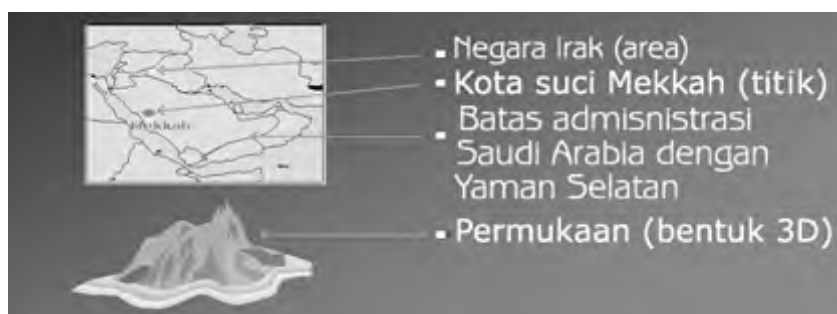 Negara Irak (area)
Kota suci Mekkah (titik)
Batas admisnistrasi
Saudi Arabia dengan
Yaman Selatan
Permukaan (bentuk 3D)
Mekkah